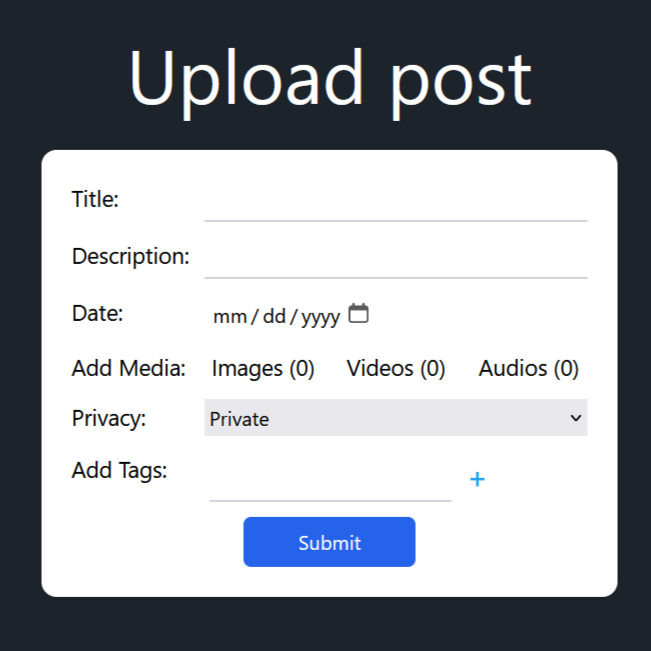 Upload post
Title:
Description:
Date: mm/dd/yyyy
Add Media: Images (0) Videos (0) Audios (0)
Privacy: Private
Add Tags: +
Submit